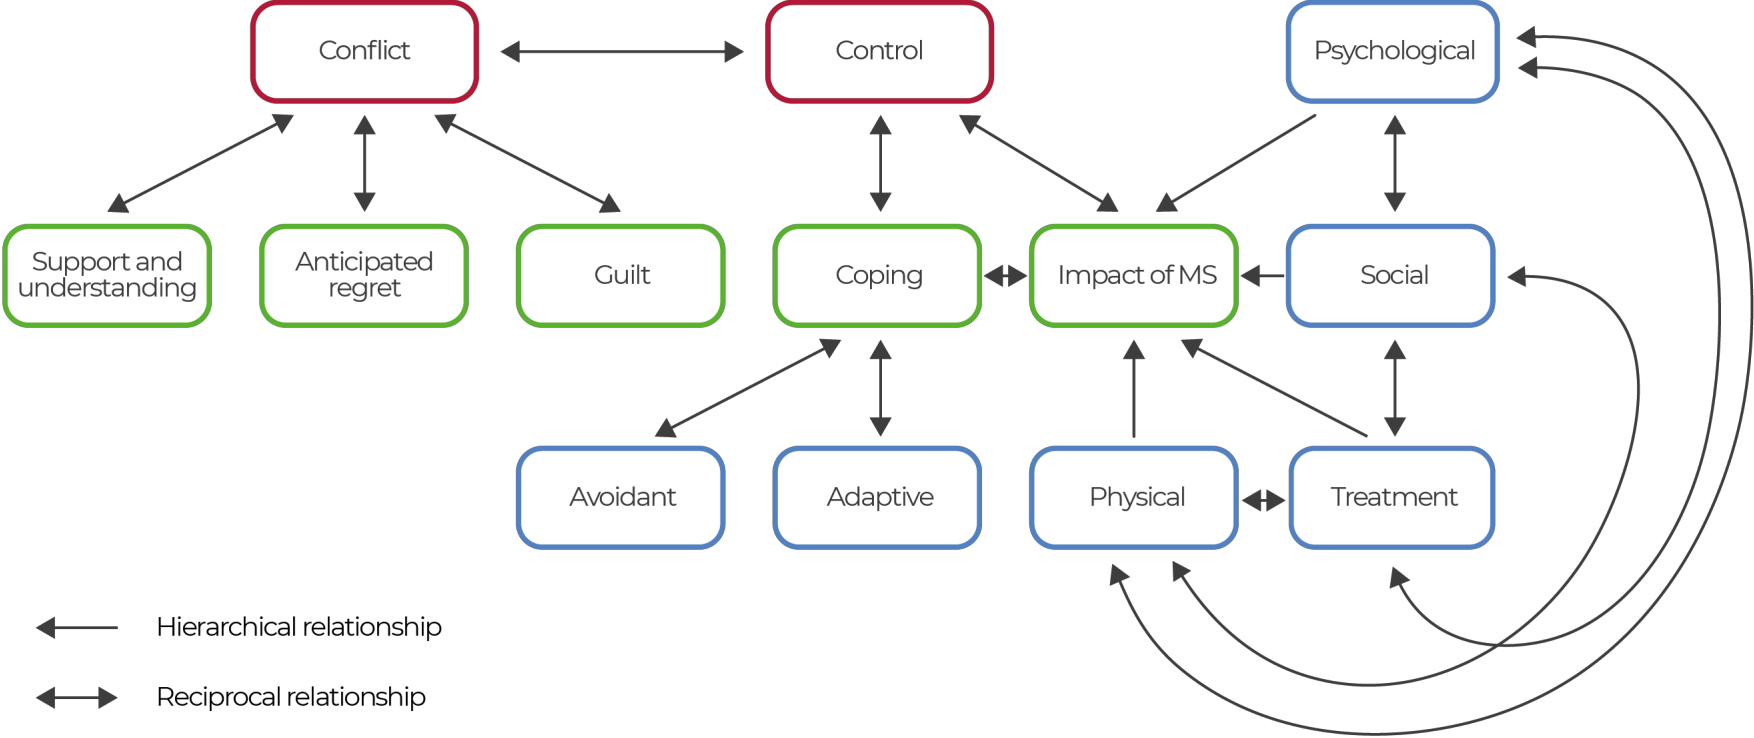 Conflict
Control
Psychological
Support and
understanding
Anticipated
regret
Guilt
Coping
Impact of MS
Social
Avoidant
Adaptive
Physical
Treatment
Hierarchical relationship
Reciprocal relationship